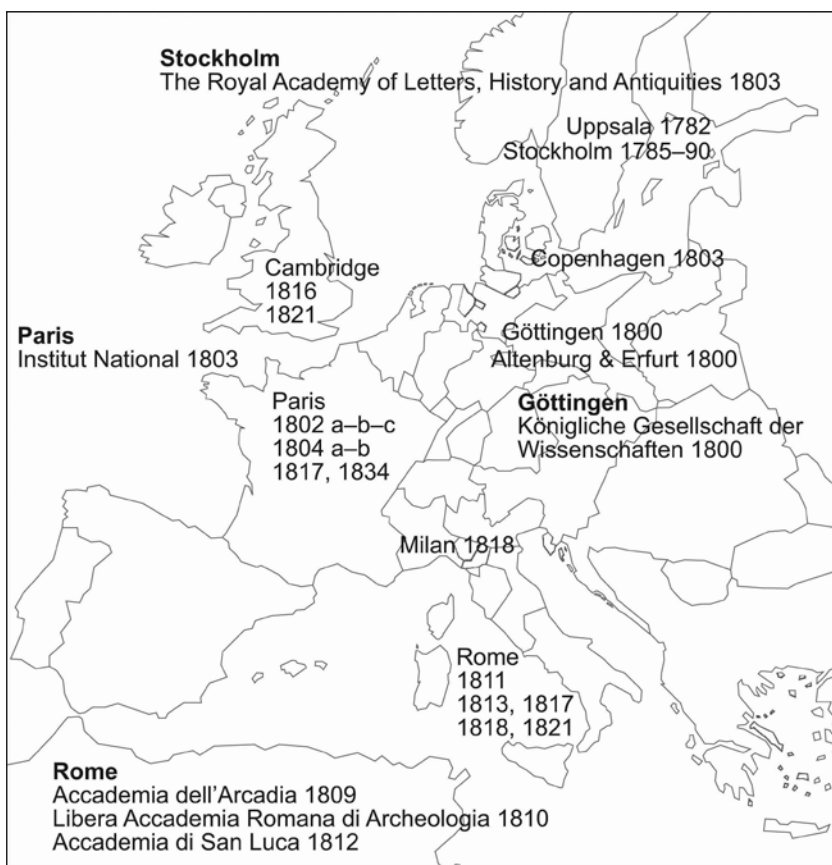 Stockholm
The Royal Academy of Letters, History and Antiquities 1803
Uppsala 1782
Stockholm 1785–90
Copenhagen 1803
Cambridge
1816
1821
Paris
Institut National 1803
Göttingen 1800
Altenburg & Erfurt 1800
Paris
1802 a–b–c
1804 a–b
1817, 1834
Göttingen
Königliche Gesellschaft der
Wissenschaften 1800
Milan 1818
Rome
1811
1813, 1817
1818, 1821
Rome
Accademia dell’Arcadia 1809
Libera Accademia Romana di Archeologia 1810
Accademia di San Luca 1812